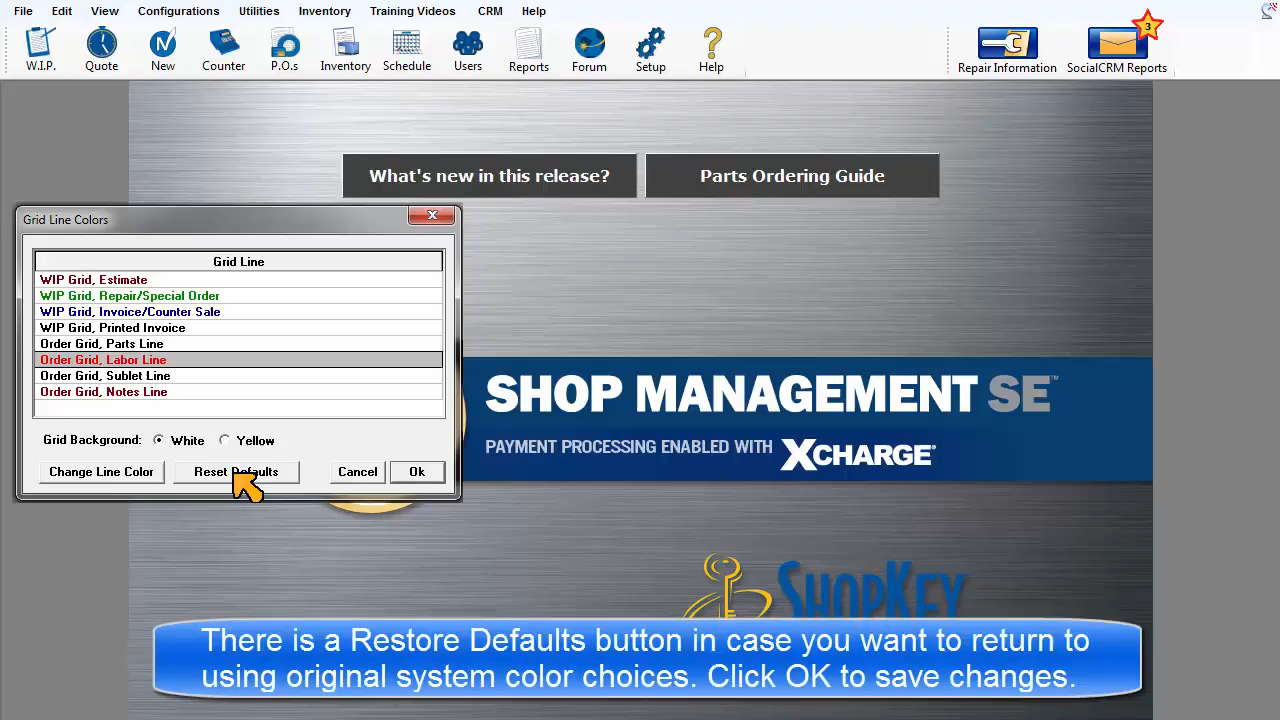 File Edit View Configurations Utilities Inventory Training Videos CRM Help
W.I.P. Quote New Counter P.O.s Inventory Schedule Users Reports Forum Setup Help Repair Information SocialCRM Reports
3
What's new in this release? Parts Ordering Guide
Grid Line Colors
Grid Line
WIP Grid, Estimate
WIP Grid, Repair/Special Order
WIP Grid, Invoice/Counter Sale
WIP Grid, Printed Invoice
Order Grid, Parts Line
Order Grid, Labor Line
Order Grid, Sublet Line
Order Grid, Notes Line
Grid Background: White Yellow
Change Line Color Reset Defaults Cancel Ok
SHOP MANAGEMENT SE™
PAYMENT PROCESSING ENABLED WITH XCHARGE®
SHOPKEY
There is a Restore Defaults button in case you want to return to
using original system color choices. Click OK to save changes.